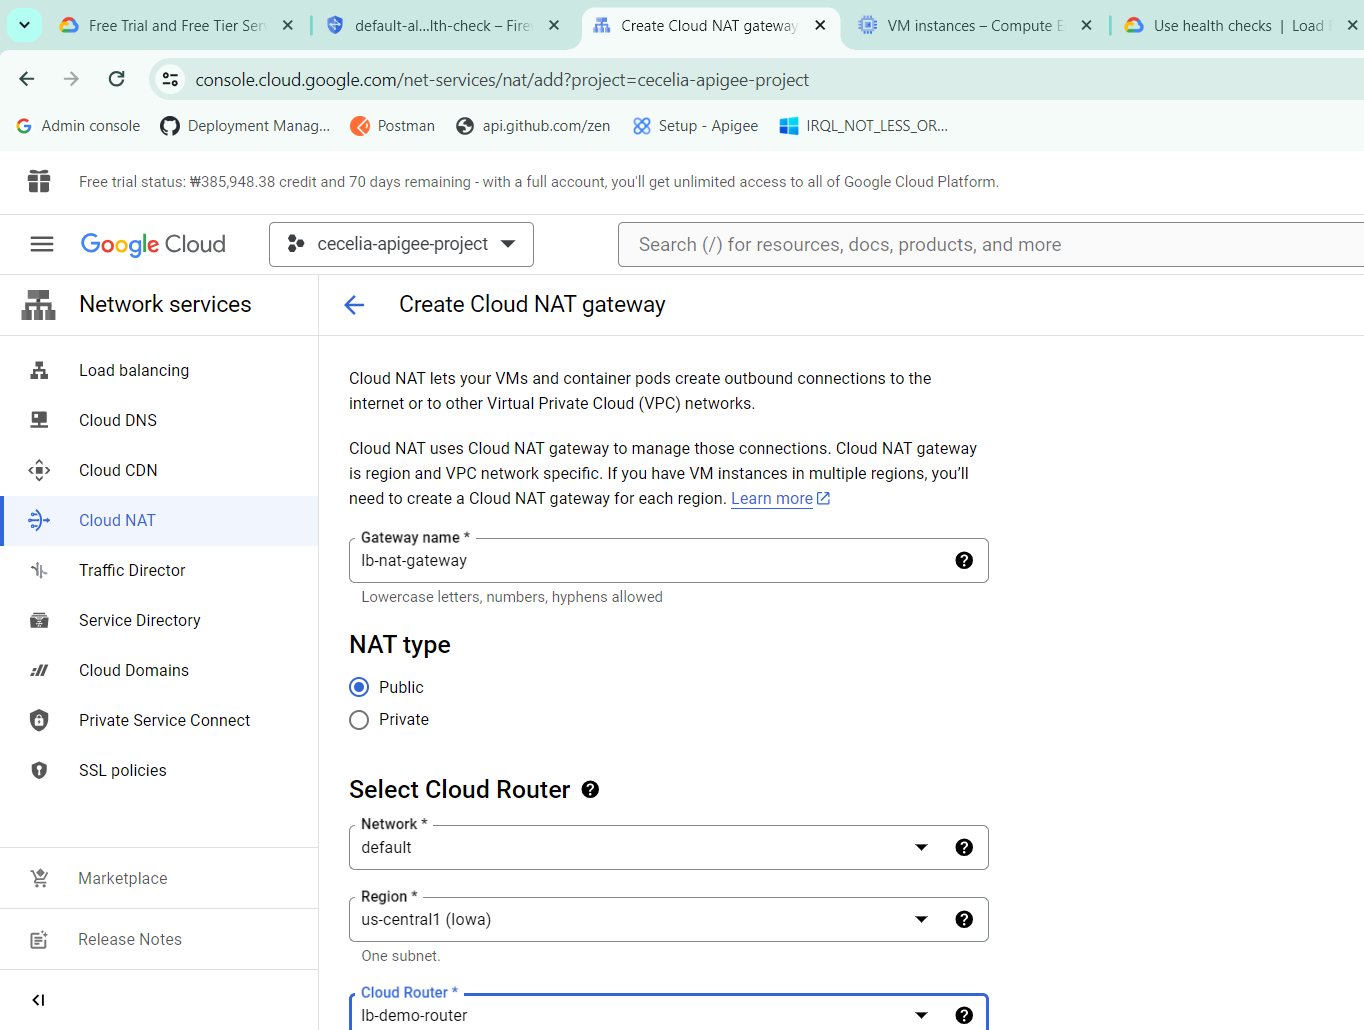 Free Trial and Free Tier Ser
default-al...lth-check – Fire
Create Cloud NAT gateway
VM instances – Compute E
Use health checks | Load
console.cloud.google.com/net-services/nat/add?project=cecelia-apigee-project
Admin console
Deployment Manag...
Postman
api.github.com/zen
Setup - Apigee
IRQL_NOT_LESS_OR...
Free trial status: ₩385,948.38 credit and 70 days remaining - with a full account, you'll get unlimited access to all of Google Cloud Platform.
Google Cloud
cecelia-apigee-project
Search (/) for resources, docs, products, and more
Network services
Load balancing
Cloud DNS
Cloud CDN
Cloud NAT
Traffic Director
Service Directory
Cloud Domains
Private Service Connect
SSL policies
Marketplace
Release Notes
Create Cloud NAT gateway
Cloud NAT lets your VMs and container pods create outbound connections to the
internet or to other Virtual Private Cloud (VPC) networks.
Cloud NAT uses Cloud NAT gateway to manage those connections. Cloud NAT gateway
is region and VPC network specific. If you have VM instances in multiple regions, you’ll
need to create a Cloud NAT gateway for each region. Learn more
Gateway name *
lb-nat-gateway
Lowercase letters, numbers, hyphens allowed
NAT type
Public
Private
Select Cloud Router
Network *
default
Region *
us-central1 (Iowa)
One subnet.
Cloud Router *
lb-demo-router